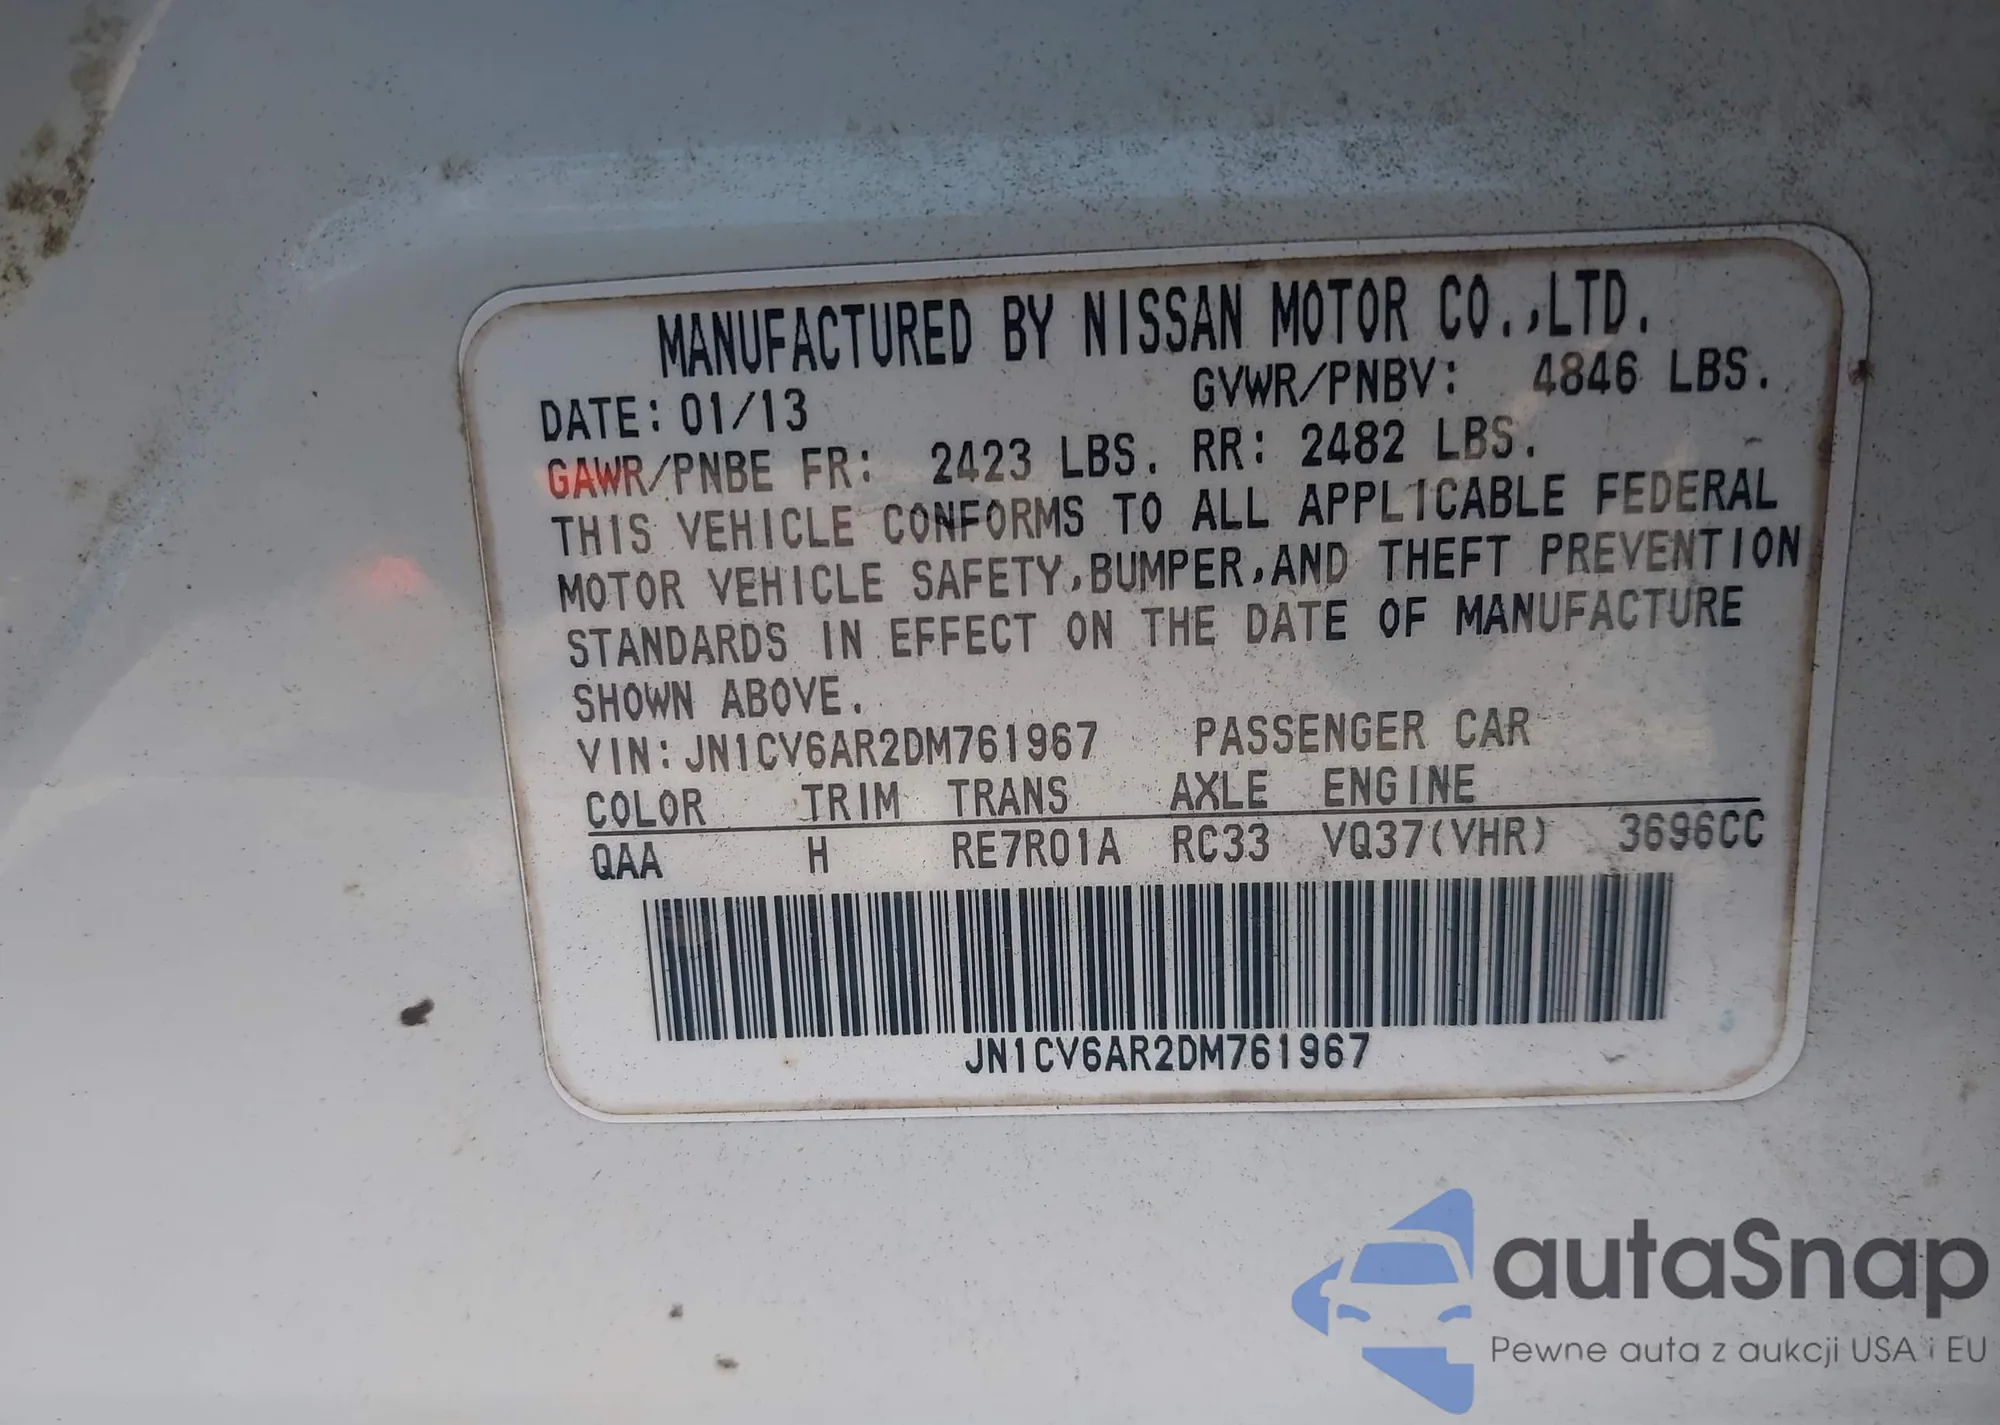 MANUFACTURED BY NISSAN MOTOR CO.,LTD.
DATE: 01/13 GVWR/PNBV: 4846 LBS.
GAWR/PNBE FR: 2423 LBS. RR: 2482 LBS.
THIS VEHICLE CONFORMS TO ALL APPLICABLE FEDERAL
MOTOR VEHICLE SAFETY,BUMPER,AND THEFT PREVENTION
STANDARDS IN EFFECT ON THE DATE OF MANUFACTURE
SHOWN ABOVE.
VIN: JN1CV6AR2DM761967 PASSENGER CAR
COLOR TRIM TRANS AXLE ENGINE
QAA H RE7R01A RC33 VQ37(VHR) 3696CC
JN1CV6AR2DM761967
autaSnap
Pewne auta z aukcji USA i EU